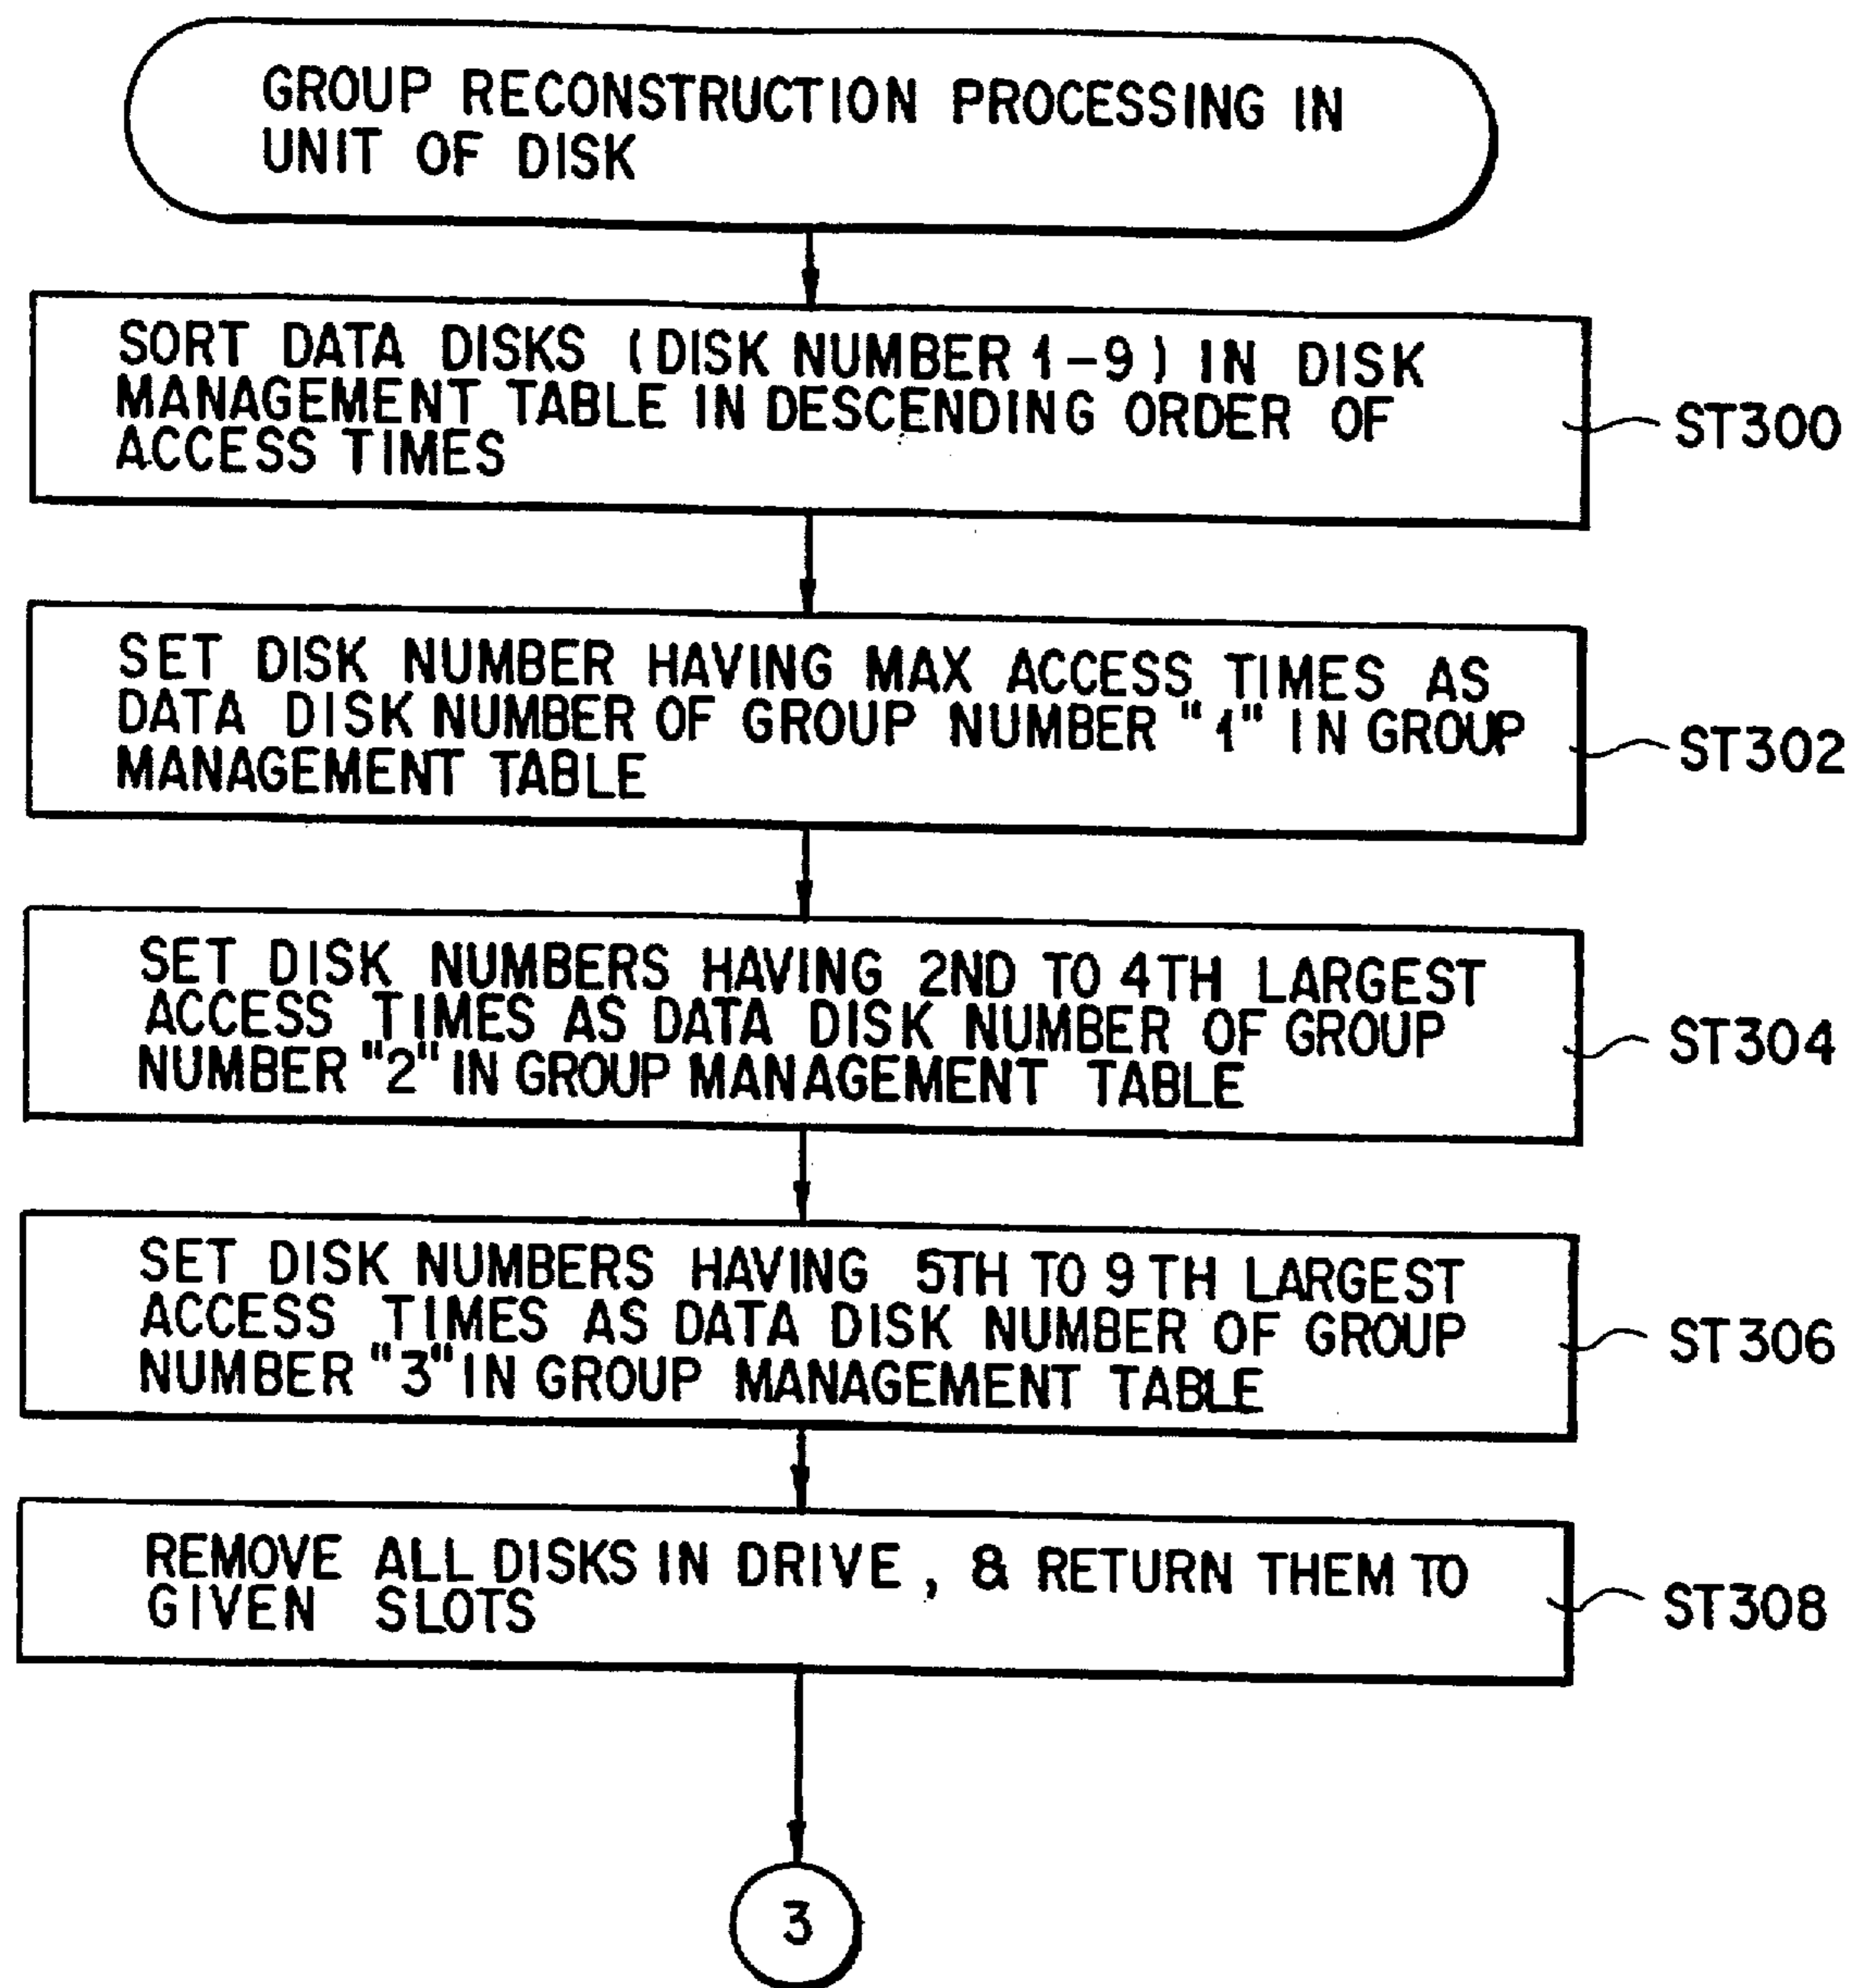 GROUP RECONSTRUCTION PROCESSING IN
UNIT OF DISK
SORT DATA DISKS (DISK NUMBER 1-9) IN DISK
MANAGEMENT TABLE IN DESCENDING ORDER OF
ACCESS TIMES
ST300
SET DISK NUMBER HAVING MAX ACCESS TIMES AS
DATA DISK NUMBER OF GROUP NUMBER "1" IN GROUP
MANAGEMENT TABLE
ST302
SET DISK NUMBERS HAVING 2ND TO 4TH LARGEST
ACCESS TIMES AS DATA DISK NUMBER OF GROUP
NUMBER "2" IN GROUP MANAGEMENT TABLE
ST304
SET DISK NUMBERS HAVING 5TH TO 9TH LARGEST
ACCESS TIMES AS DATA DISK NUMBER OF GROUP
NUMBER "3" IN GROUP MANAGEMENT TABLE
ST306
REMOVE ALL DISKS IN DRIVE, & RETURN THEM TO
GIVEN SLOTS
ST308
3